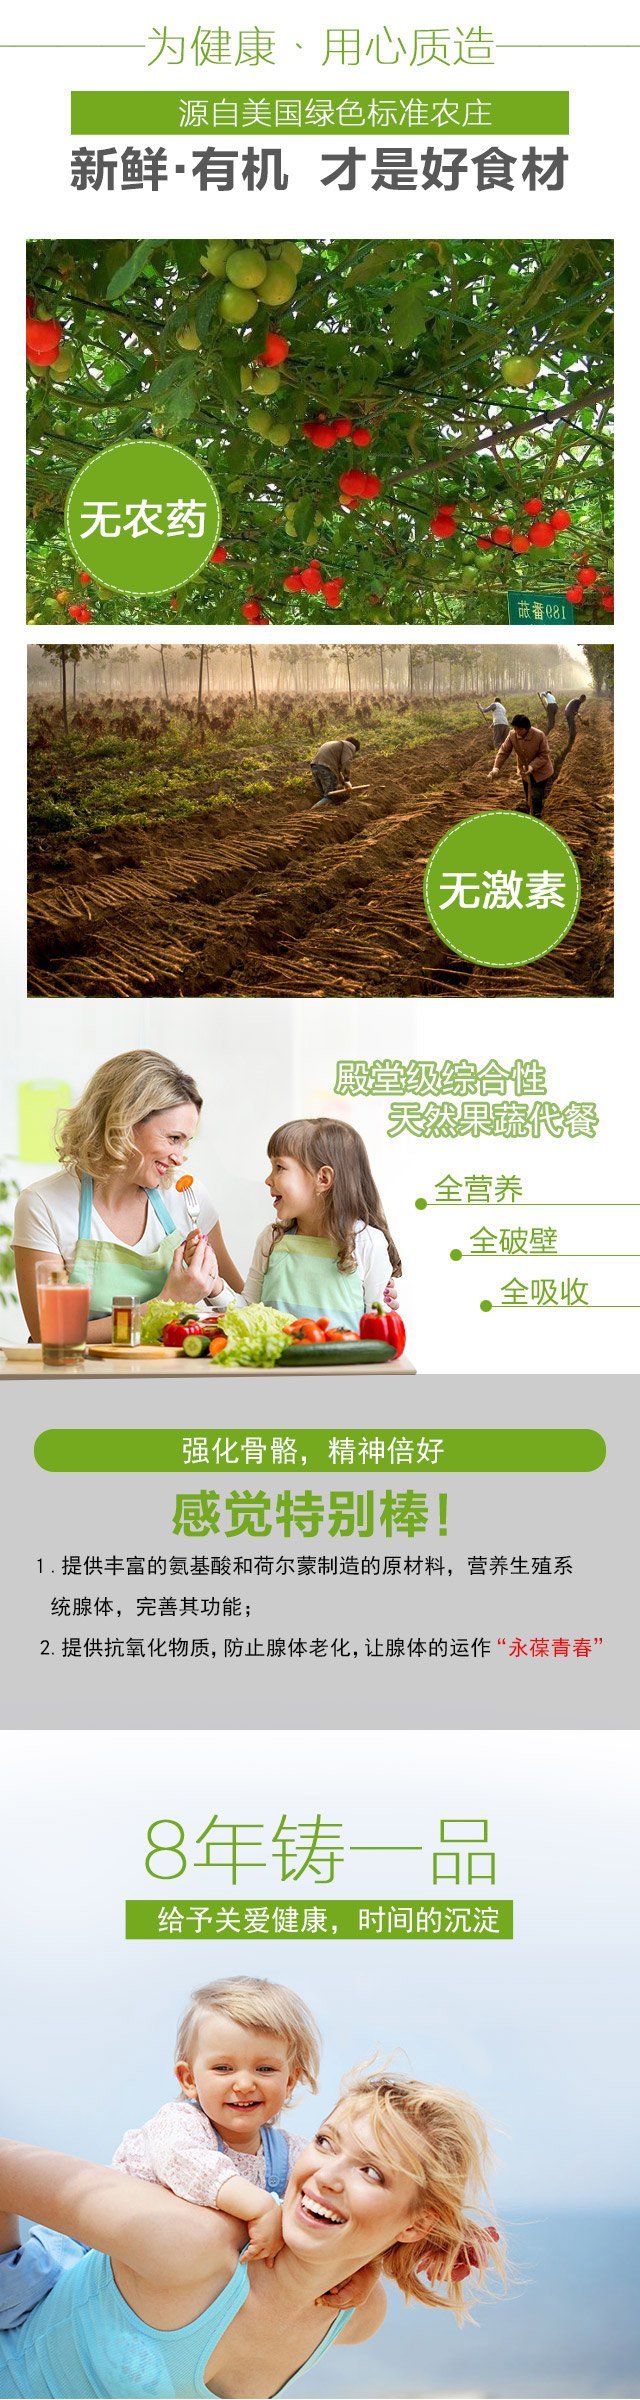 为健康、用心质造
源自美国绿色标准农庄
新鲜·有机 才是好食材
无农药
189番茄
无激素
殿堂级综合性
天然果蔬代餐
全营养
全破壁
全吸收
强化骨骼，精神倍好
感觉特别棒！
1.提供丰富的氨基酸和荷尔蒙制造的原材料，营养生殖系
统腺体，完善其功能；
2.提供抗氧化物质，防止腺体老化，让腺体的运作“永葆青春”
8年铸一品
给予关爱健康，时间的沉淀